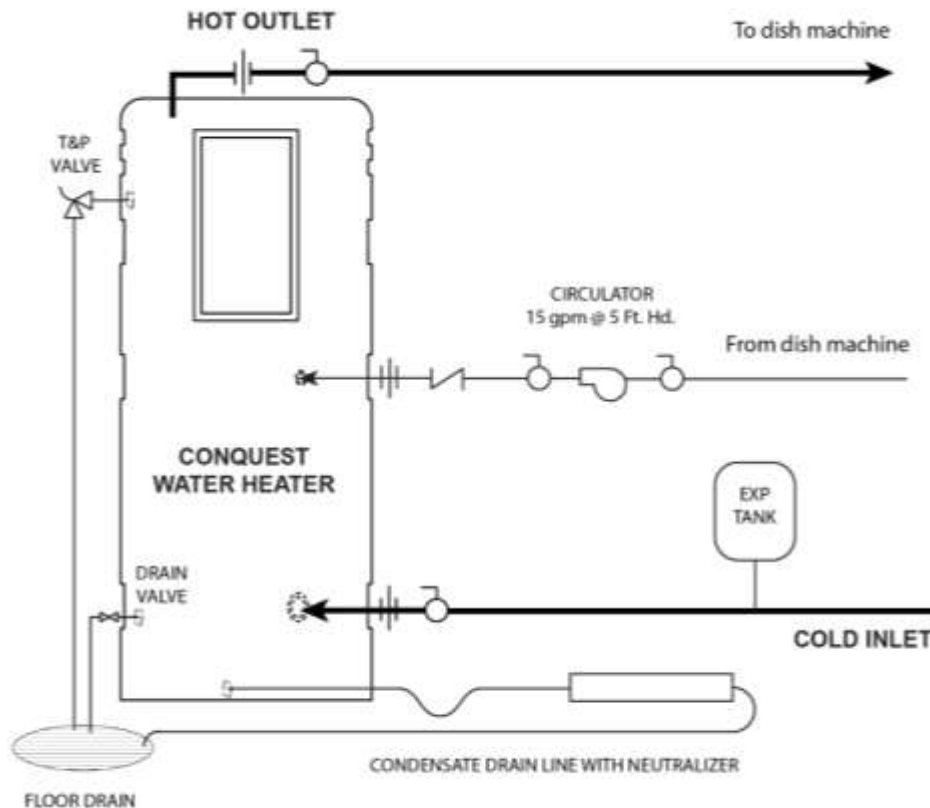 HOT OUTLET
To dish machine
T&P
VALVE
CIRCULATOR
15 gpm @ 5 Ft. Hd.
From dish machine
CONQUEST
WATER HEATER
EXP
TANK
DRAIN
VALVE
COLD INLET
CONDENSATE DRAIN LINE WITH NEUTRALIZER
FLOOR DRAIN